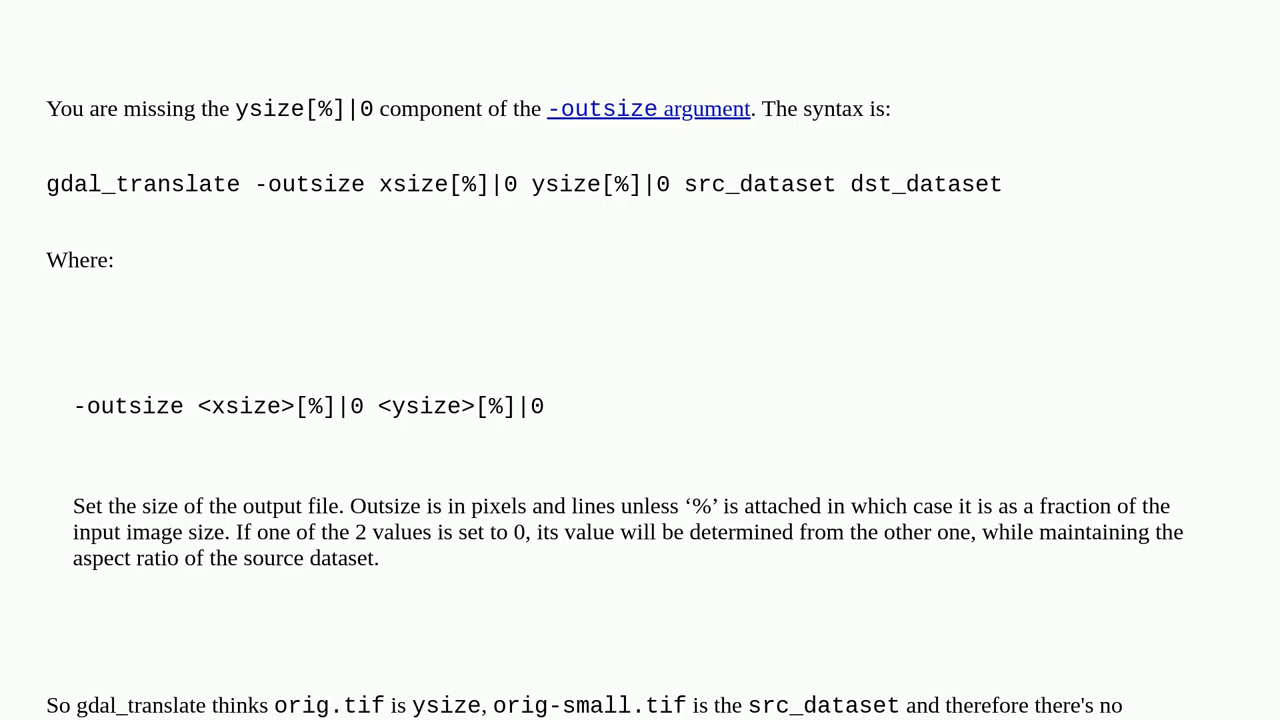 You are missing the ysize[%]|0 component of the -outsize argument. The syntax is:
gdal_translate -outsize xsize[%]|0 ysize[%]|0 src_dataset dst_dataset
Where:
-outsize <xsize>[%]|0 <ysize>[%]|0
Set the size of the output file. Outsize is in pixels and lines unless ‘%’ is attached in which case it is as a fraction of the
input image size. If one of the 2 values is set to 0, its value will be determined from the other one, while maintaining the
aspect ratio of the source dataset.
So gdal_translate thinks orig.tif is ysize, orig-small.tif is the src_dataset and therefore there's no